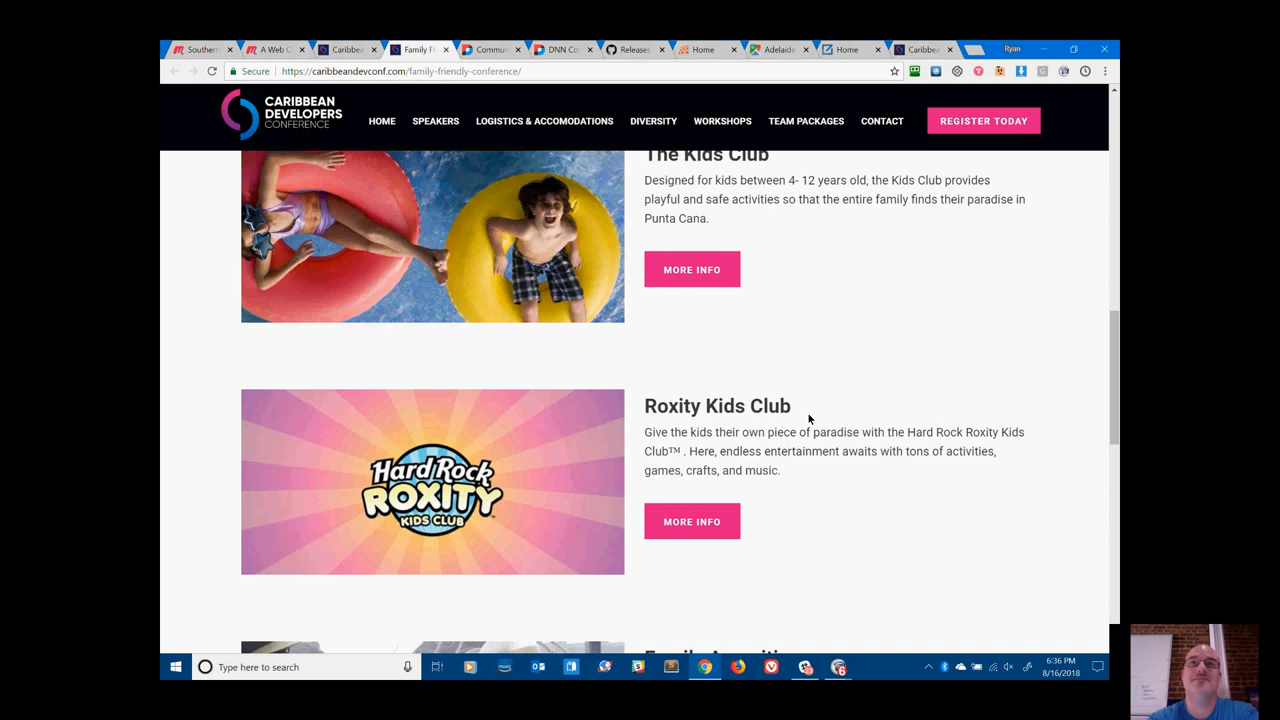 Southern
A Web C
Caribbea
Family Fr
Commun
DNN Co
Releases
Home
Adelaide
Home
Caribbea
Ryan
Secure
https://caribbeandevconf.com/family-friendly-conference/
CARIBBEAN
DEVELOPERS
CONFERENCE
HOME SPEAKERS LOGISTICS & ACCOMODATIONS DIVERSITY WORKSHOPS TEAM PACKAGES CONTACT REGISTER TODAY
The Kids Club
Designed for kids between 4- 12 years old, the Kids Club provides
playful and safe activities so that the entire family finds their paradise in
Punta Cana.
MORE INFO
Hard Rock
ROXITY
KIDS CLUB
Roxity Kids Club
Give the kids their own piece of paradise with the Hard Rock Roxity Kids
Club™ . Here, endless entertainment awaits with tons of activities,
games, crafts, and music.
MORE INFO
Type here to search
6:36 PM
8/16/2018